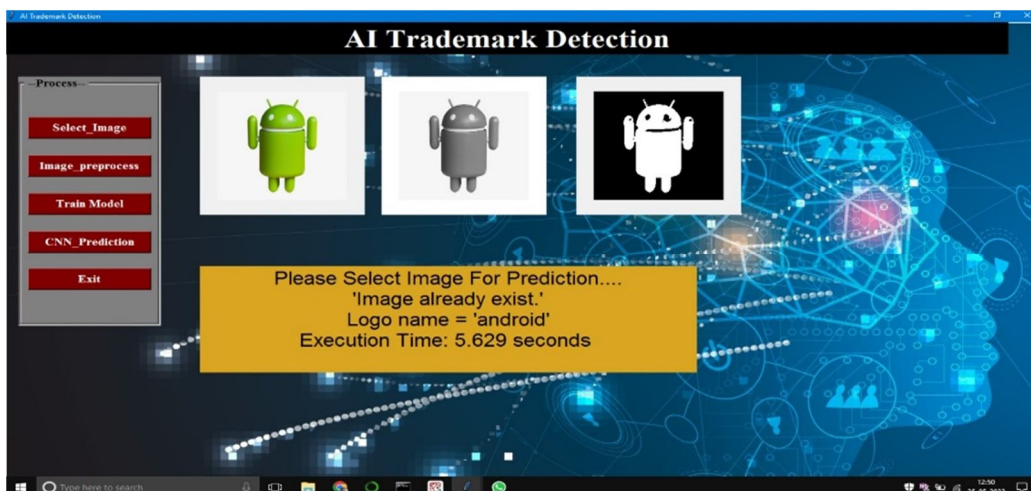 AI Trademark Detection
AI Trademark Detection
---Process---
Select_Image
Image_preprocess
Train Model
CNN_Prediction
Exit
Please Select Image For Prediction....
'Image already exist.'
Logo name = 'android'
Execution Time: 5.629 seconds
Type here to search
12:50